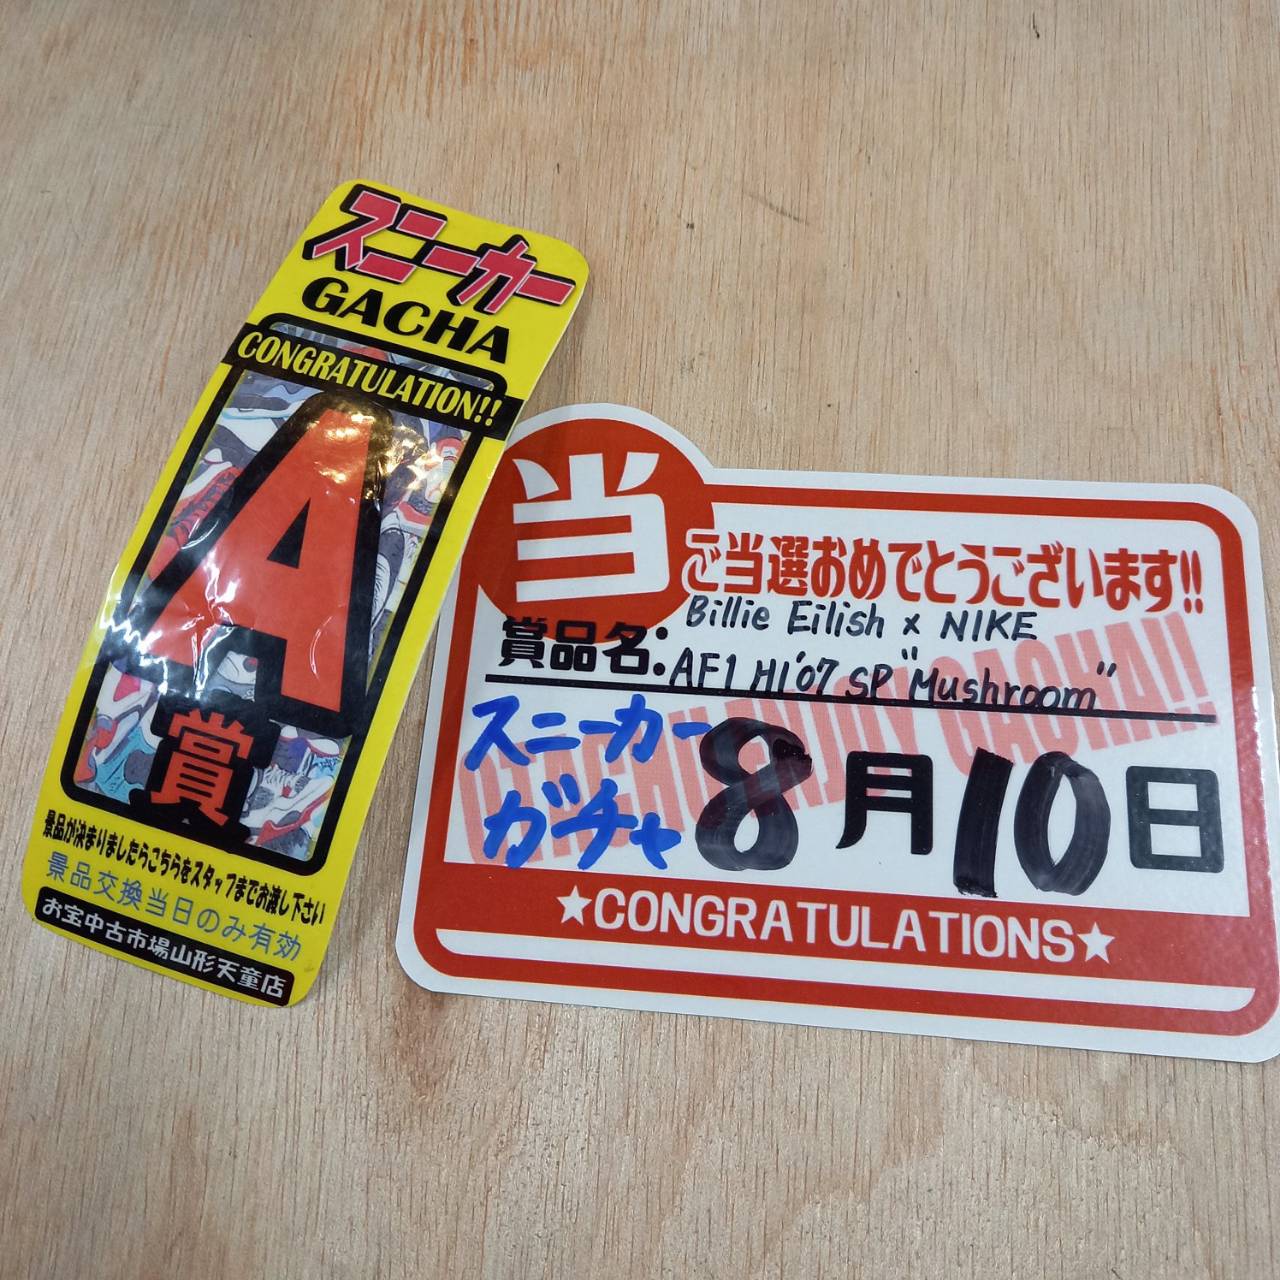 スニーカー
GACHA
CONGRATULATION!!
A
賞
景品が決まりましたらこちらをスタッフまでお渡し下さい
景品交換当日のみ有効
お宝中古市場山形天童店
当
ご当選おめでとうございます!!
賞品名:
Billie Eilish × NIKE
AF1 HI'07 SP "Mushroom"
スニーカー
ガチャ
8月10日
★CONGRATULATIONS★